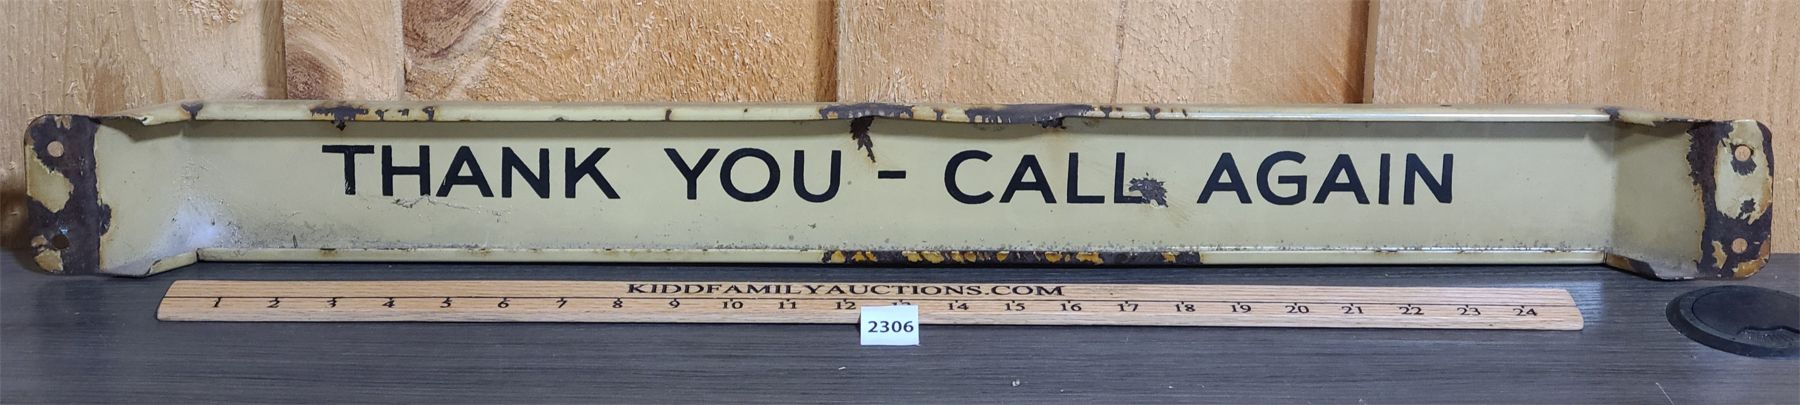 THANK YOU - CALL AGAIN
KIDDFAMILYAUCTIONS.COM
1 2 3 4 5 6 7 8 9 10 11 12 13 14 15 16 17 18 19 20 21 22 23 24
2306